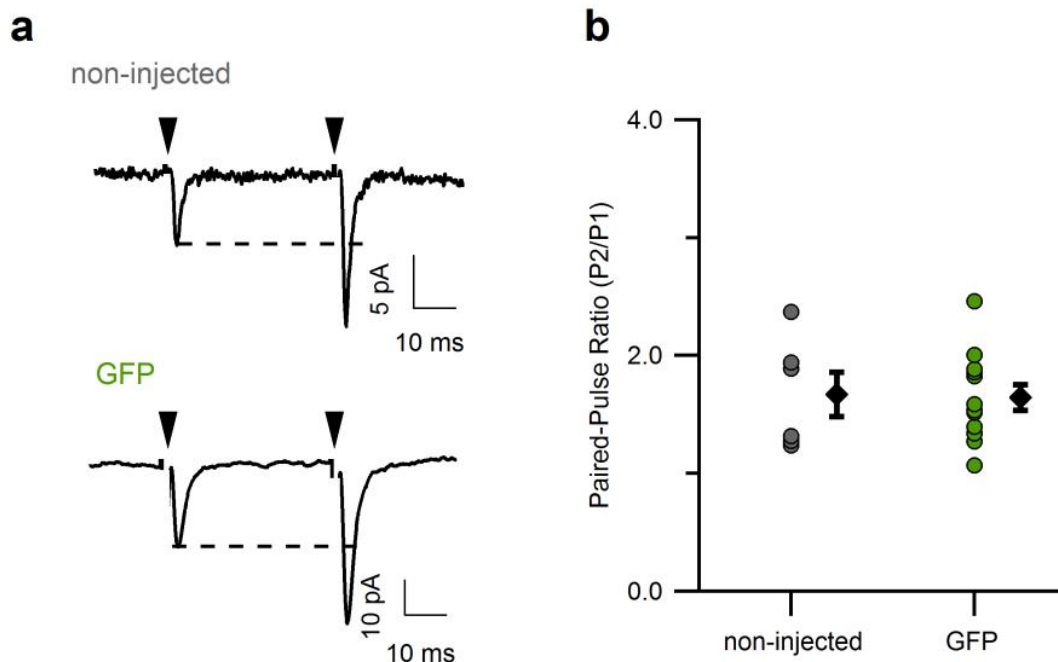 a
non-injected
5 pA
10 ms
GFP
10 pA
10 ms
b
Paired-Pulse Ratio (P2/P1)
4.0
2.0
0.0
non-injected
GFP